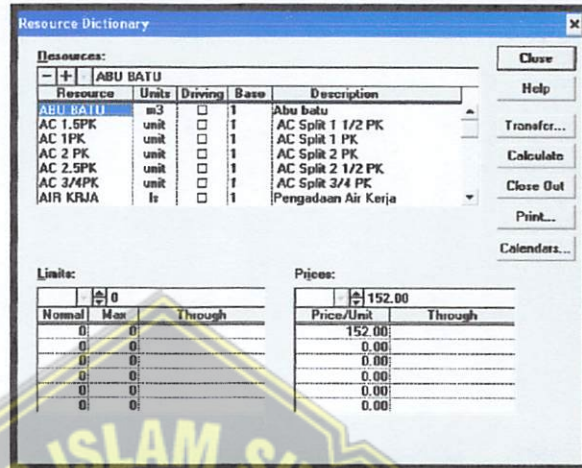 Resource Dictionary
Resources:
ABU BATU
Resource Units Driving Base Description
ABU BATU m3 1 Abu batu
AC 1.5PK unit 1 AC Split 1 1/2 PK
AC 1PK unit 1 AC Split 1 PK
AC 2 PK unit 1 AC Split 2 PK
AC 2.5PK unit 1 AC Split 2 1/2 PK
AC 3/4PK unit 1 AC Split 3/4 PK
AIR KRJA ls 1 Pengadaan Air Kerja
Close
Help
Transfer...
Calculate
Close Out
Print...
Calendars...
Limits:
0
Normal Max Through
0 0
0 0
0 0
0 0
0 0
0 0
Prices:
152.00
Price/Unit Through
152.00
0.00
0.00
0.00
0.00
0.00
ISLAM